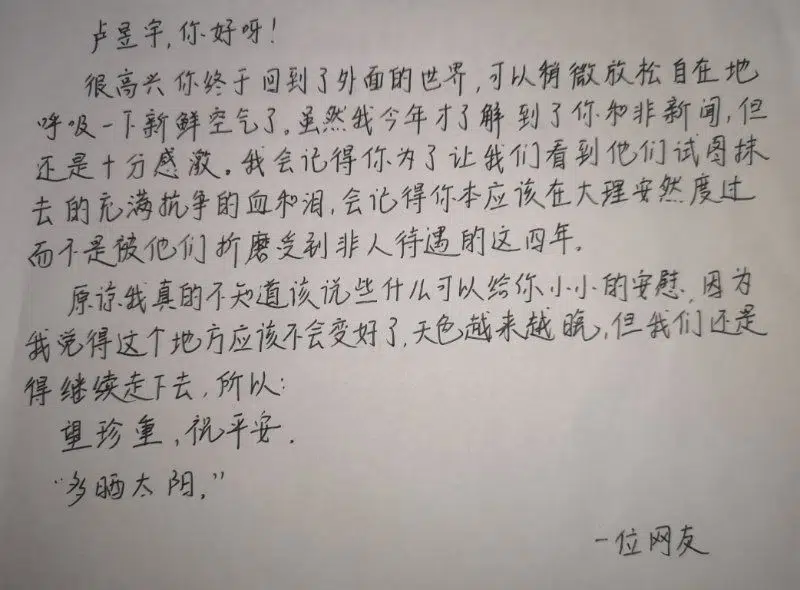 卢昱宇,你好呀!
很高兴你终于回到了外面的世界,可以稍微放松自在地
呼吸一下新鲜空气了。虽然我今年才了解到了你和非新闻,但
还是十分感激。我会记得你为了让我们看到他们试图抹
去的充满抗争的血和泪,会记得你本应该在大理安然度过
而不是被他们折磨受到非人待遇的这四年。
原谅我真的不知道该说些什么可以给你小小的安慰,因为
我觉得这个地方应该不会变好了,天色越来越晚,但我们还是
得继续走下去,所以:
望珍重,祝平安.
“多晒太阳。”
一位网友